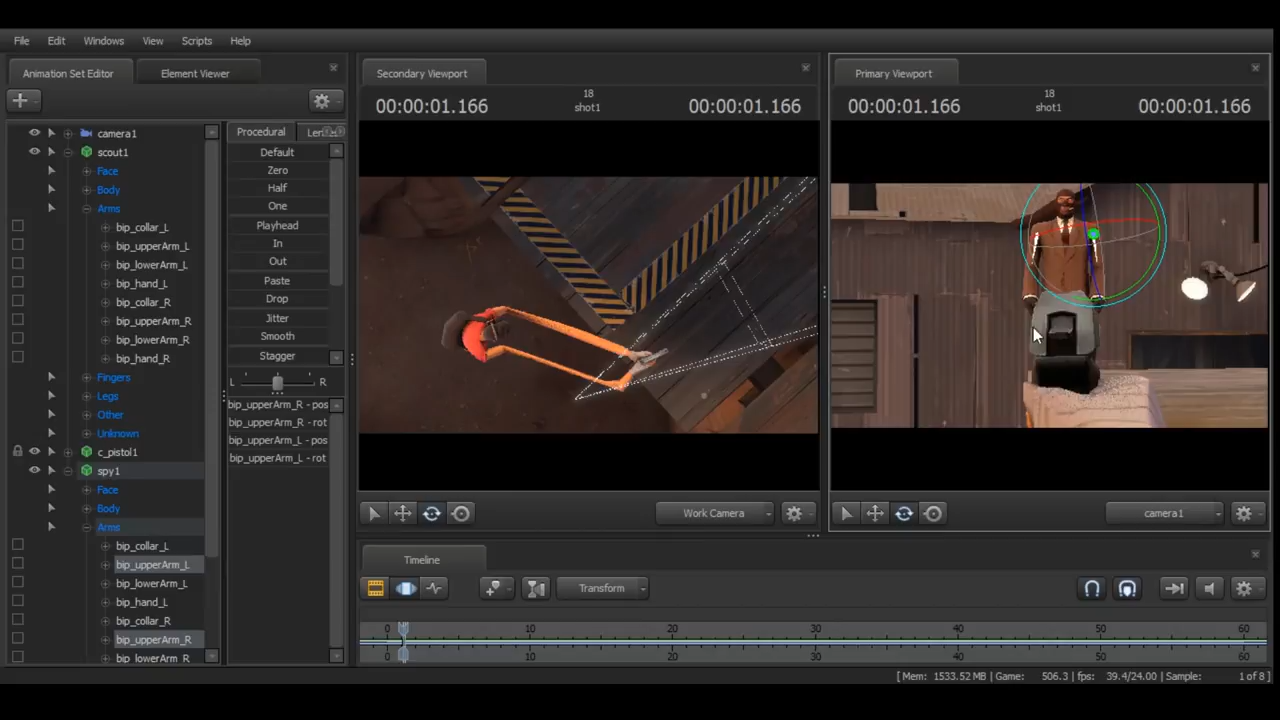 File Edit Windows View Scripts Help
Animation Set Editor Element Viewer
camera1
scout1
Face
Body
Arms
bip_collar_L
bip_upperArm_L
bip_lowerArm_L
bip_hand_L
bip_collar_R
bip_upperArm_R
bip_lowerArm_R
bip_hand_R
Fingers
Legs
Other
Unknown
c_pistol1
spy1
Face
Body
Arms
bip_collar_L
bip_upperArm_L
bip_lowerArm_L
bip_hand_L
bip_collar_R
bip_upperArm_R
bip_lowerArm_R
Procedural
Default
Zero
Half
One
Playhead
In
Out
Paste
Drop
Jitter
Smooth
Stagger
L R
bip_upperArm_R - pos
bip_upperArm_R - rot
bip_upperArm_L - pos
bip_upperArm_L - rot
Secondary Viewport
00:00:01.166 18 00:00:01.166
shot1
Work Camera
Primary Viewport
00:00:01.166 18 00:00:01.166
shot1
camera1
Timeline
Transform
0 10 20 30 40 50 60
0 10 20 30 40 50 60
[ Mem: 1533.52 MB | Game: 506.3 | fps: 39.4/24.00 | Sample: 1 of 8 ]